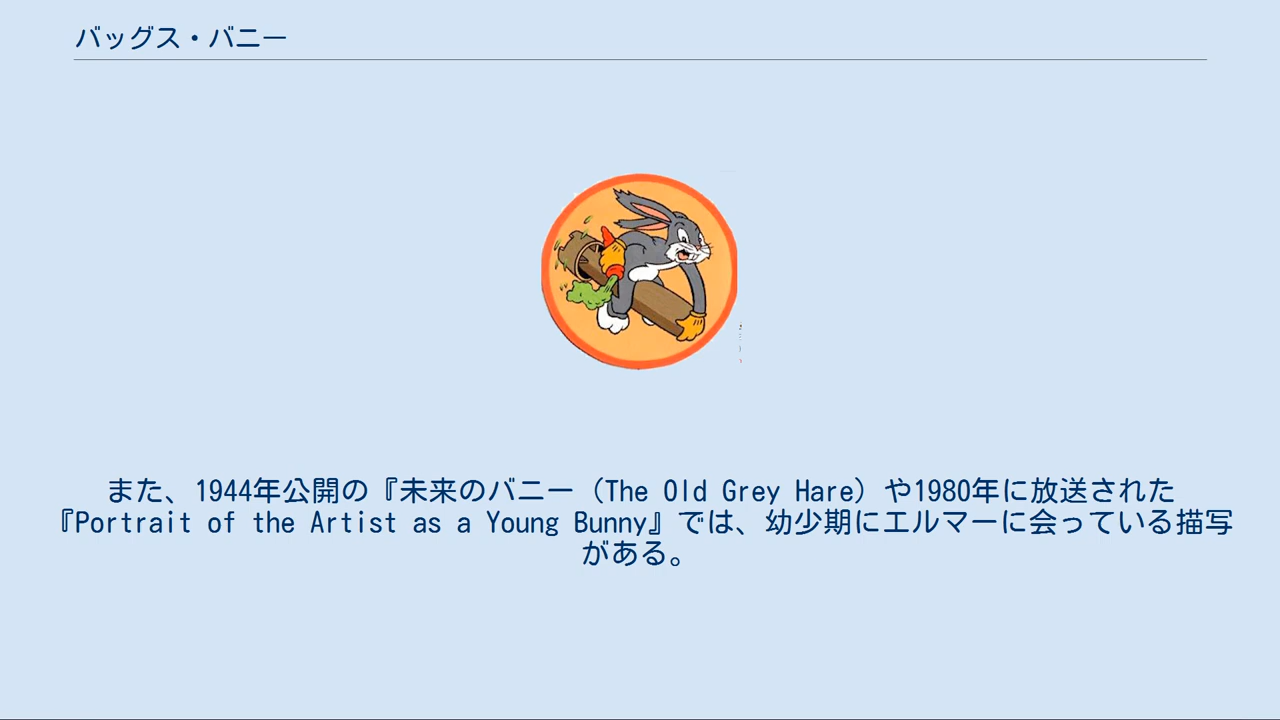 バッグス・バニー
また、1944年公開の『未来のバニー（The Old Grey Hare）や1980年に放送された
『Portrait of the Artist as a Young Bunny』では、幼少期にエルマーに会っている描写
がある。